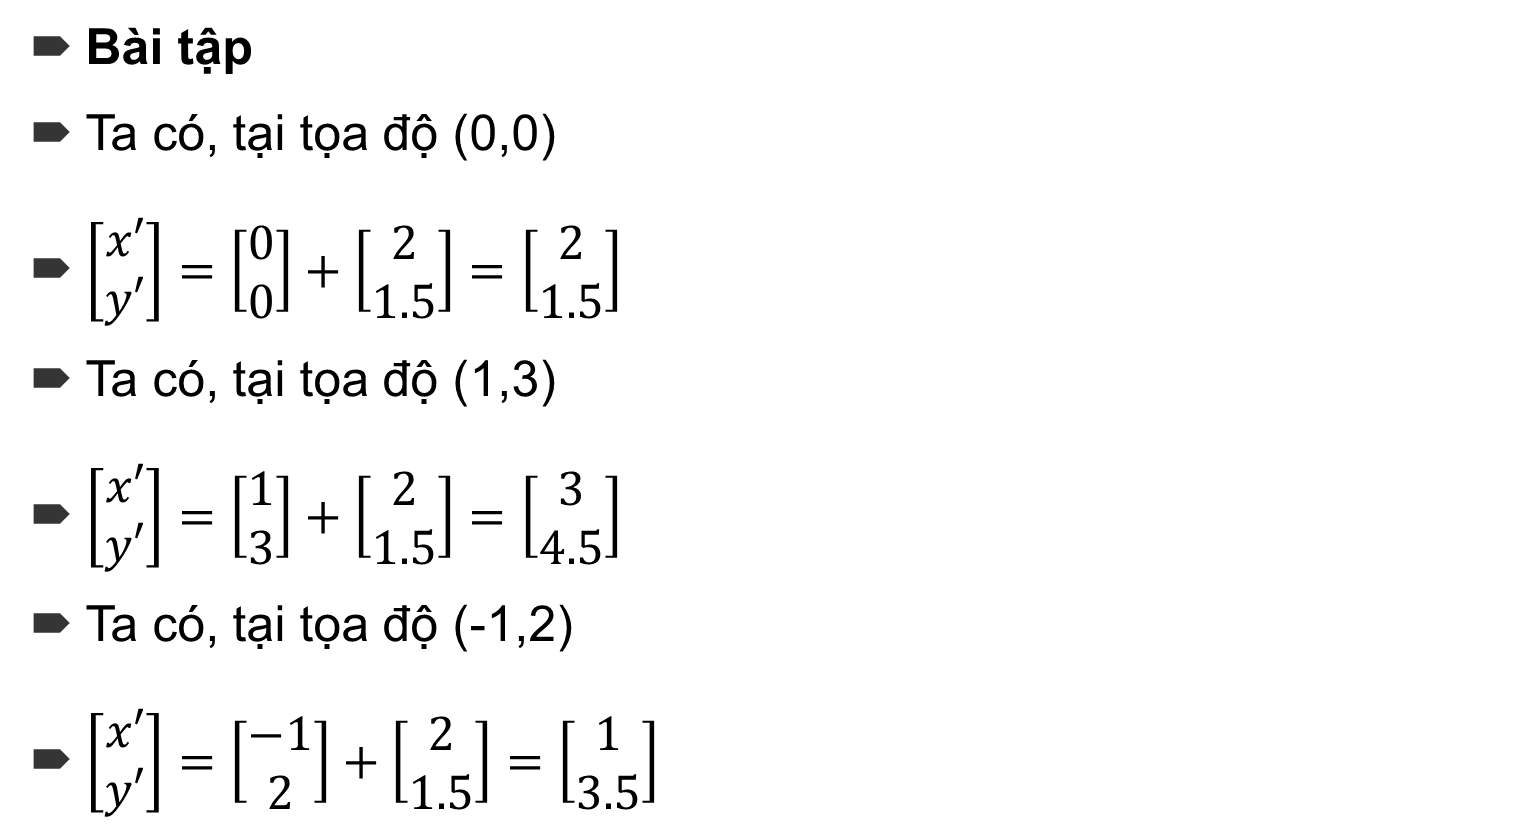 Bài tập
Ta có, tại tọa độ (0,0)
[x' y'] = [0 0] + [2 1.5] = [2 1.5]
Ta có, tại tọa độ (1,3)
[x' y'] = [1 3] + [2 1.5] = [3 4.5]
Ta có, tại tọa độ (-1,2)
[x' y'] = [−1 2] + [2 1.5] = [1 3.5]